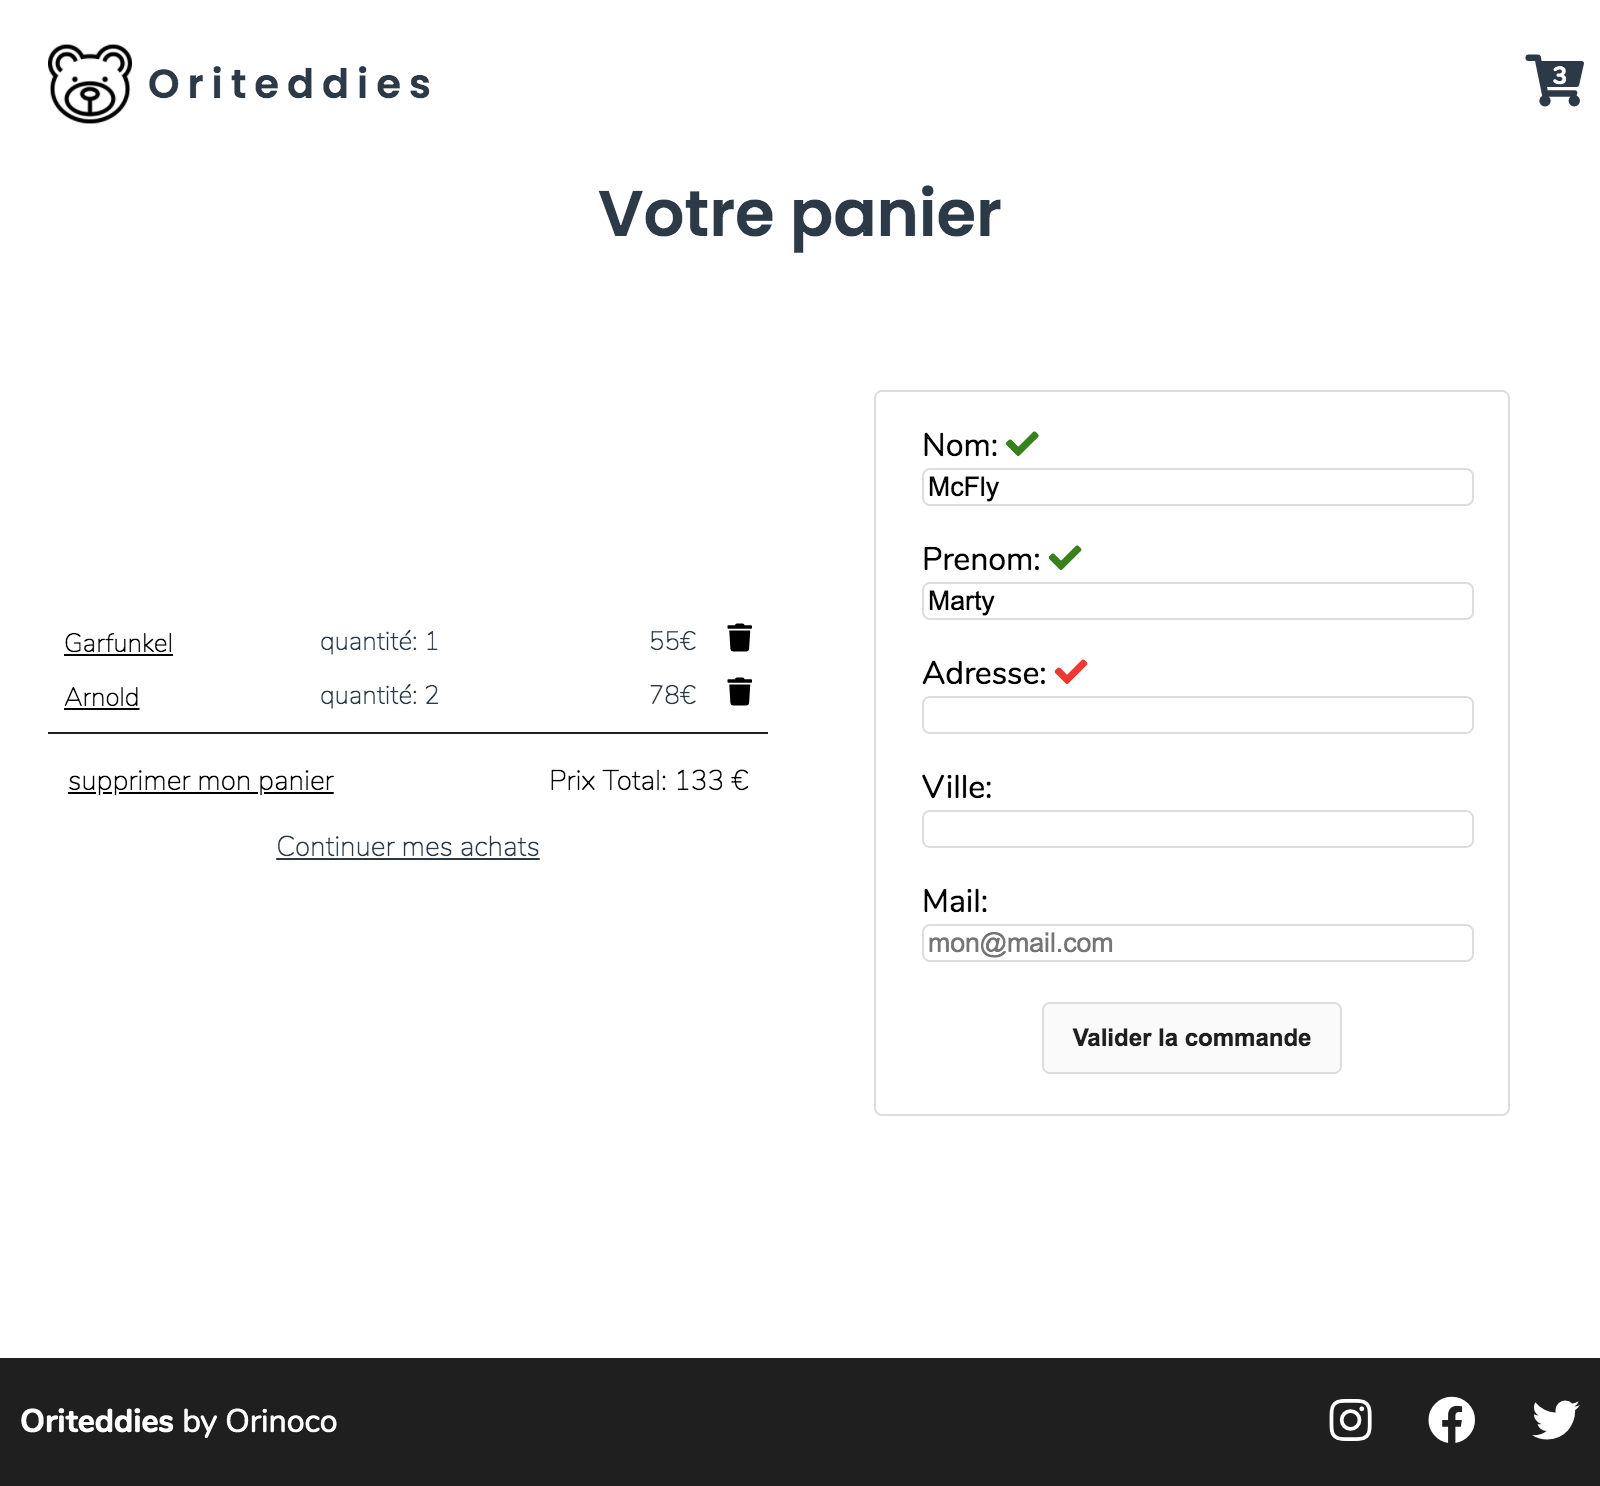 Oriteddies
3
Votre panier
Garfunkel quantité: 1 55€
Arnold quantité: 2 78€
supprimer mon panier Prix Total: 133 €
Continuer mes achats
Nom:
McFly
Prenom:
Marty
Adresse:
Ville:
Mail:
mon@mail.com
Valider la commande
Oriteddies by Orinoco